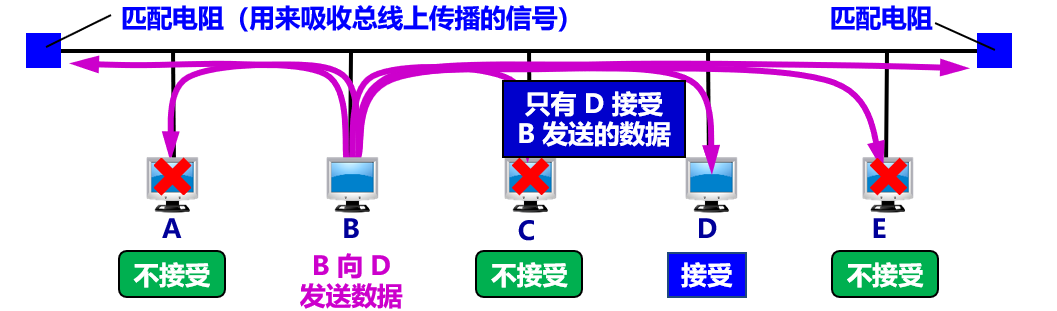 匹配电阻（用来吸收总线上传播的信号）
匹配电阻
只有 D 接受
B 发送的数据
A
B
C
D
E
不接受
B 向 D
发送数据
不接受
接受
不接受